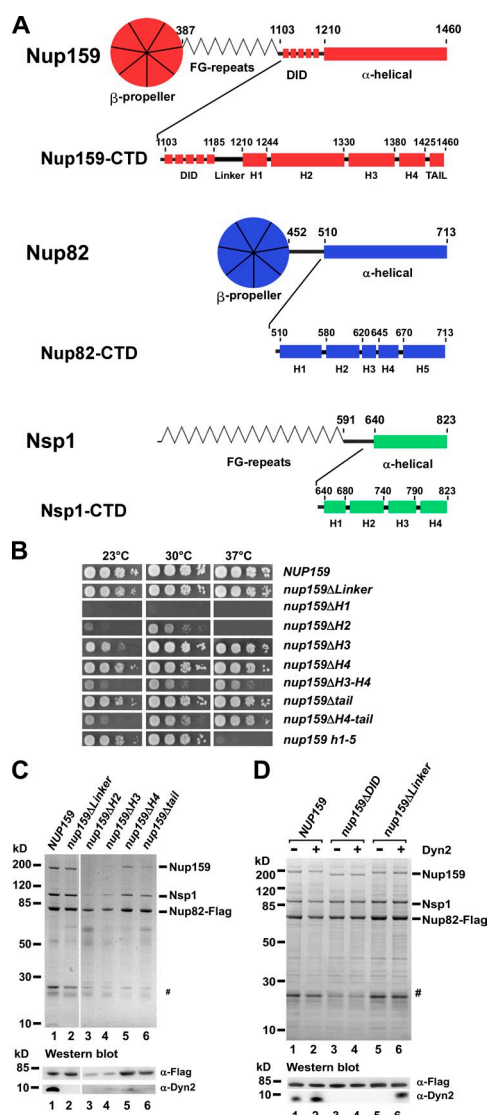 A
387 1103 1210 1460
Nup159
FG-repeats DID α-helical
β-propeller
1103 1185 1210 1244 1330 1380 1425 1460
Nup159-CTD
DID Linker H1 H2 H3 H4 TAIL
452 510 713
Nup82
α-helical
β-propeller
510 580 620 645 670 713
Nup82-CTD
H1 H2 H3 H4 H5
591 640 823
Nsp1
FG-repeats α-helical
640 680 740 790 823
Nsp1-CTD
H1 H2 H3 H4
B
23°C 30°C 37°C
NUP159
nup159ΔLinker
nup159ΔH1
nup159ΔH2
nup159ΔH3
nup159ΔH4
nup159ΔH3-H4
nup159Δtail
nup159ΔH4-tail
nup159 h1-5
C
NUP159 nup159ΔLinker nup159ΔH2 nup159ΔH3 nup159ΔH4 nup159Δtail
kD
200 Nup159
120
85 Nsp1
Nup82-Flag
50
30
#
10
1 2 3 4 5 6
kD Western blot
85 α-Flag
10 α-Dyn2
1 2 3 4 5 6
D
NUP159 nup159ΔDID nup159ΔLinker
- + - + - + Dyn2
kD
200 Nup159
120
85 Nsp1
Nup82-Flag
50
30
#
10
1 2 3 4 5 6
kD Western blot
85 α-Flag
10 α-Dyn2
1 2 3 4 5 6